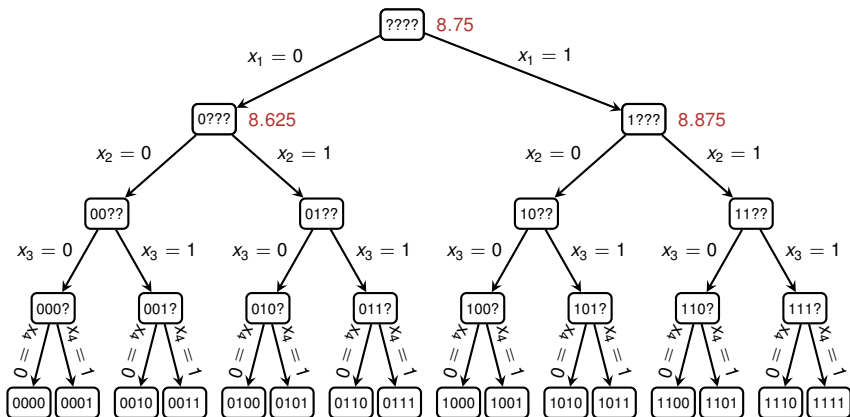 ???? 8.75
x₁ = 0 x₁ = 1
0??? 8.625 1??? 8.875
x₂ = 0 x₂ = 1 x₂ = 0 x₂ = 1
00?? 01?? 10?? 11??
x₃ = 0 x₃ = 1 x₃ = 0 x₃ = 1 x₃ = 0 x₃ = 1 x₃ = 0 x₃ = 1
000? 001? 010? 011? 100? 101? 110? 111?
x₄ = 0 x₄ = 1 x₄ = 0 x₄ = 1 x₄ = 0 x₄ = 1 x₄ = 0 x₄ = 1 x₄ = 0 x₄ = 1 x₄ = 0 x₄ = 1 x₄ = 0 x₄ = 1 x₄ = 0 x₄ = 1
0000 0001 0010 0011 0100 0101 0110 0111 1000 1001 1010 1011 1100 1101 1110 1111